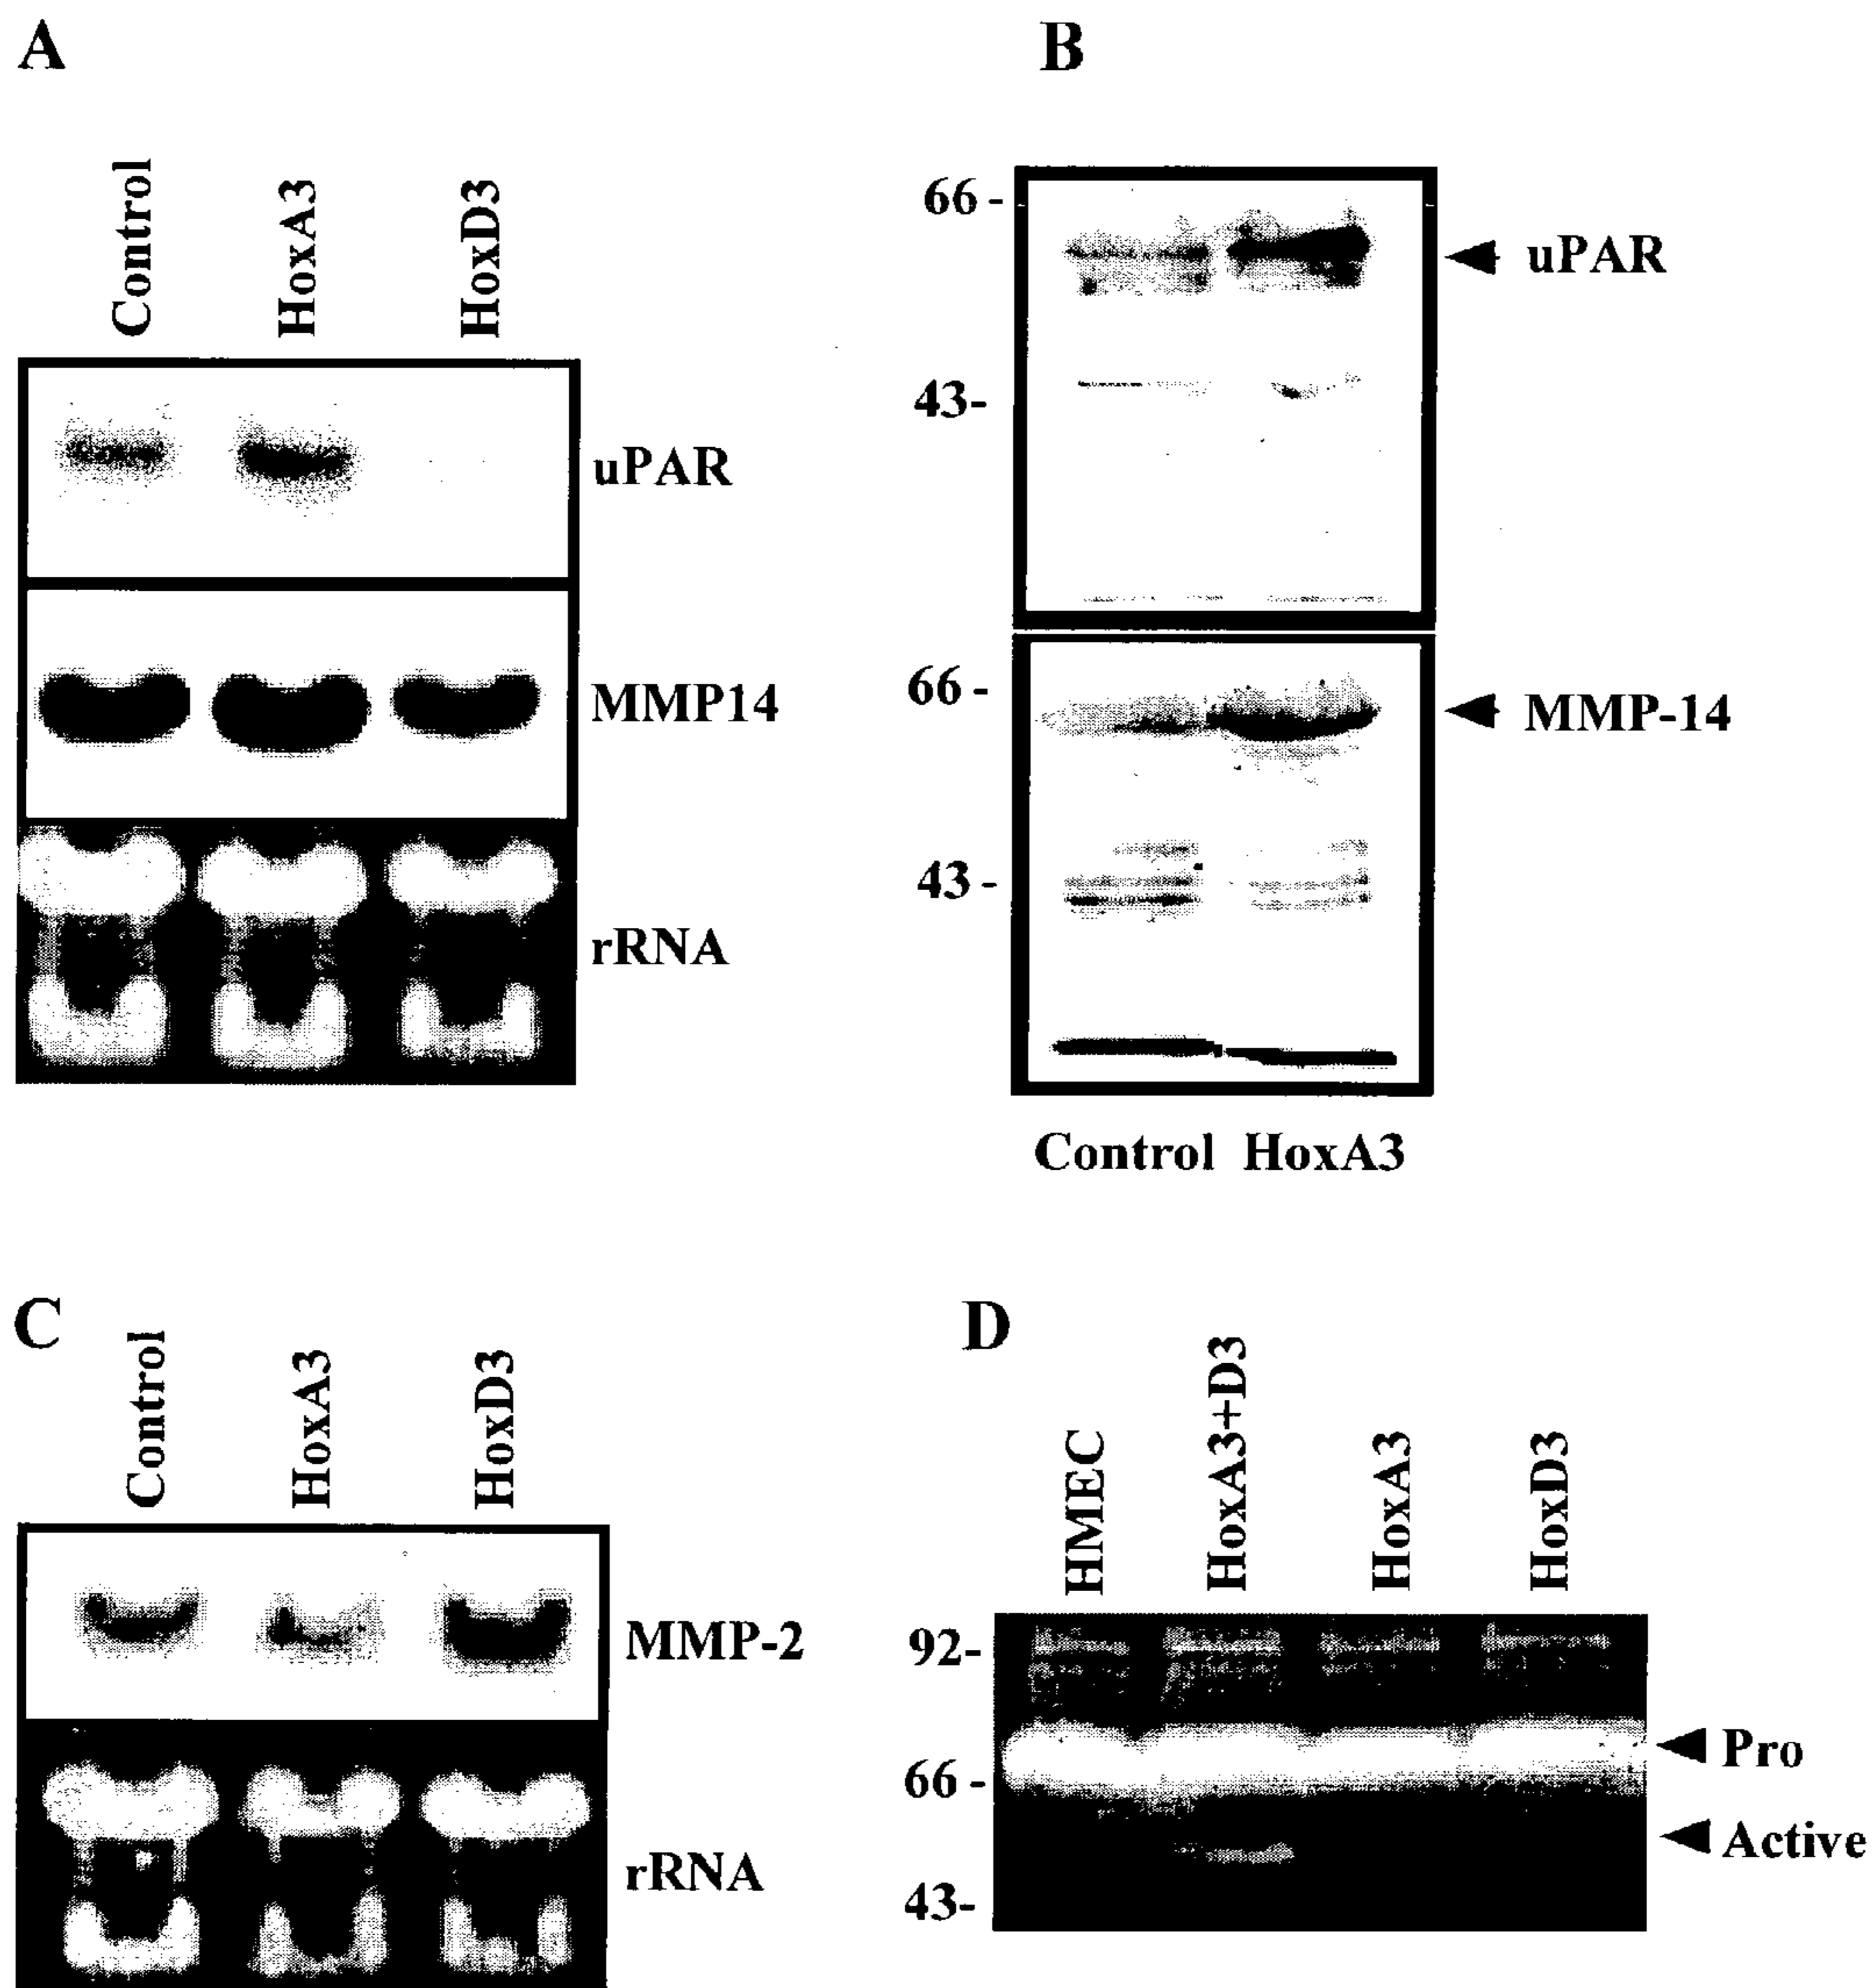 A
B
Control
HoxA3
HoxD3
uPAR
MMP14
rRNA
66 -
uPAR
43-
66 -
MMP-14
43 -
Control HoxA3
C
Control
HoxA3
HoxD3
MMP-2
rRNA
D
HMEC
HoxA3+D3
HoxA3
HoxD3
92-
Pro
66 -
Active
43-